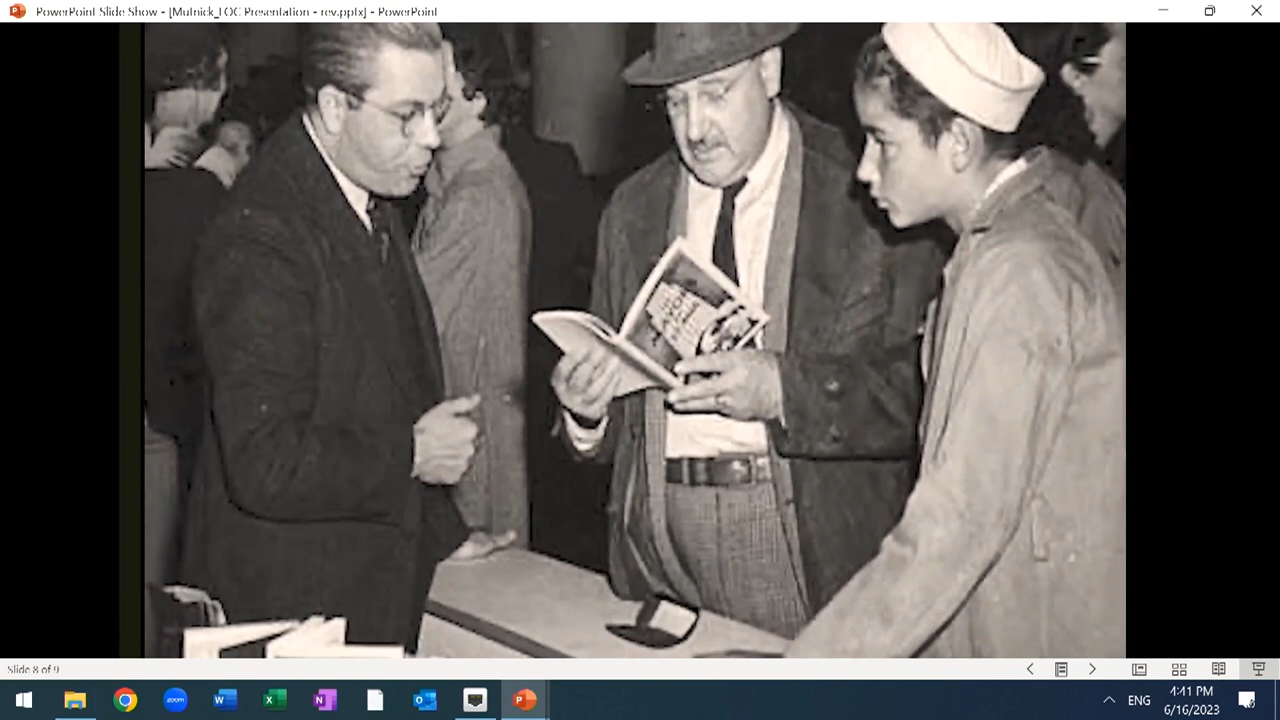 PowerPoint Slide Show - [Mutnick_LOC Presentation - rev.pptx] - PowerPoint
Slide 8 of 9
ENG
4:41 PM
6/16/2023